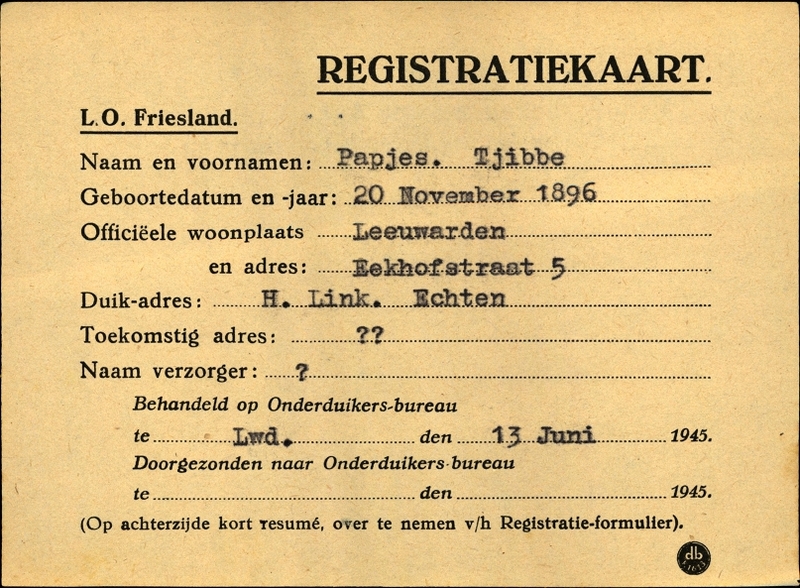 REGISTRATIEKAART.
L.O. Friesland.
Naam en voornamen: Papjes. Tjibbe
Geboortedatum en -jaar: 20 November 1896
Officiëele woonplaats Leeuwarden
en adres: Eekhofstraat 5
Duik-adres: H. Link. Echten
Toekomstig adres: ??
Naam verzorger: ?
Behandeld op Onderduikers-bureau
te Lwd. den 13 Juni 1945.
Doorgezonden naar Onderduikers-bureau
te den 1945.
(Op achterzijde kort resumé, over te nemen v/h Registratie-formulier).
db